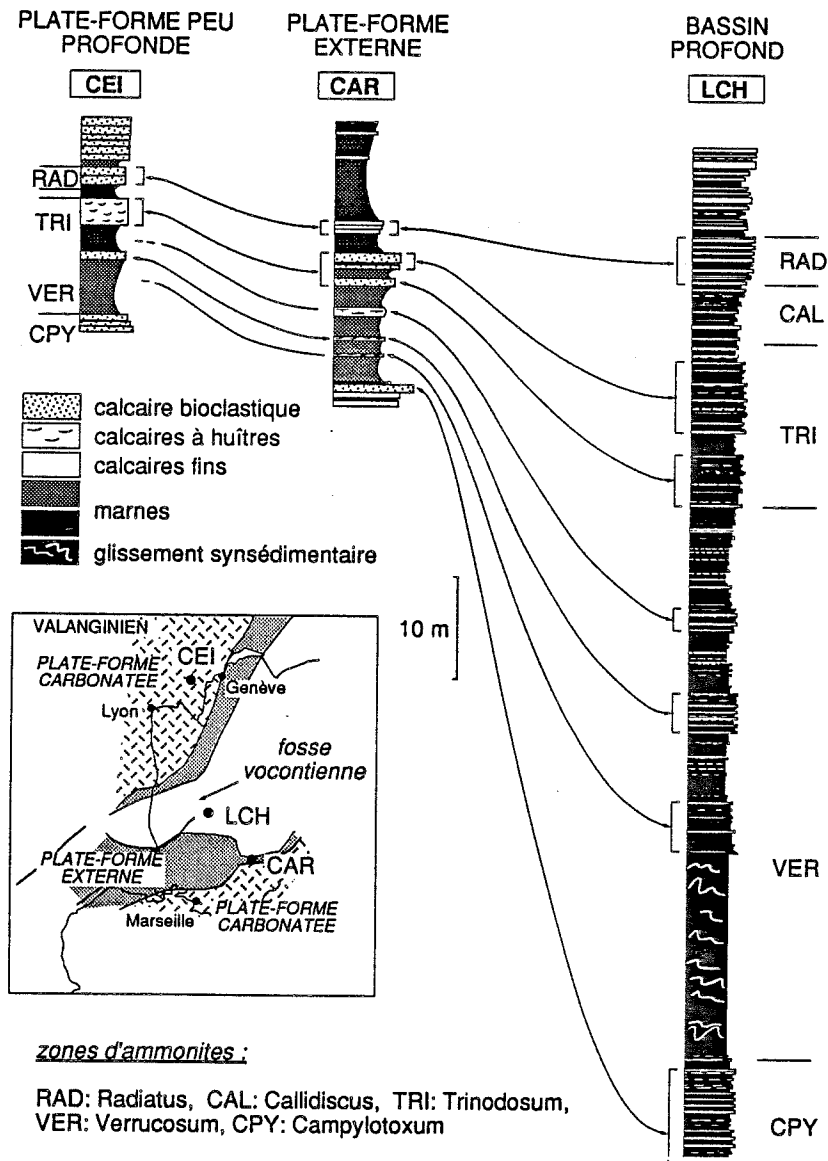 PLATE-FORME PEU
PROFONDE
CEI
PLATE-FORME
EXTERNE
CAR
BASSIN
PROFOND
LCH
RAD
TRI
VER
CPY
RAD
CAL
TRI
VER
CPY
calcaire bioclastique
calcaires à huîtres
calcaires fins
marnes
glissement synsédimentaire
10 m
VALANGINIEN
PLATE-FORME
CARBONATEE
CEI
Genève
Lyon
fosse
vocontienne
LCH
PLATE-FORME
EXTERNE
CAR
Marseille
PLATE-FORME
CARBONATEE
zones d'ammonites :
RAD: Radiatus, CAL: Callidiscus, TRI: Trinodosum,
VER: Verrucosum, CPY: Campylotoxum